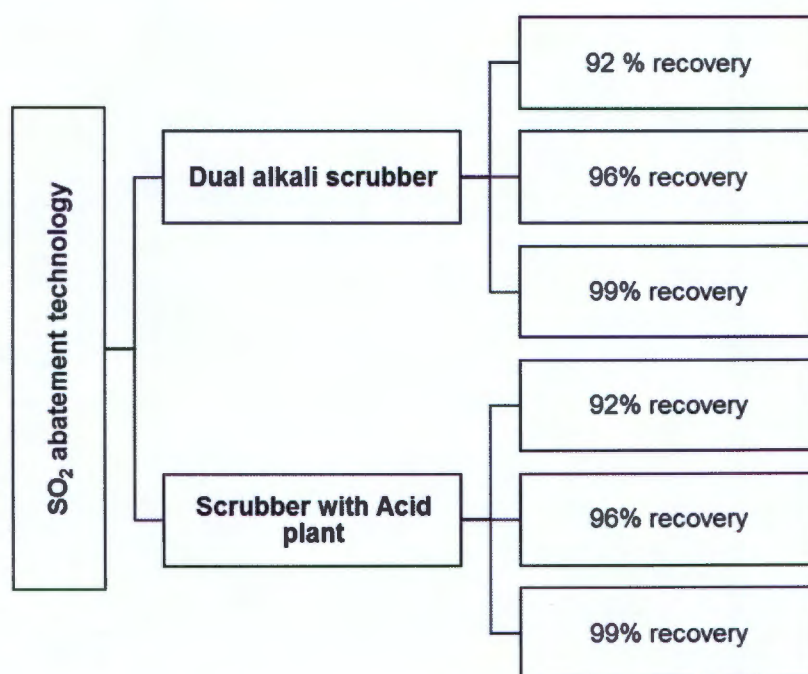 SO₂ abatement technology
Dual alkali scrubber
92 % recovery
96% recovery
99% recovery
Scrubber with Acid
plant
92% recovery
96% recovery
99% recovery